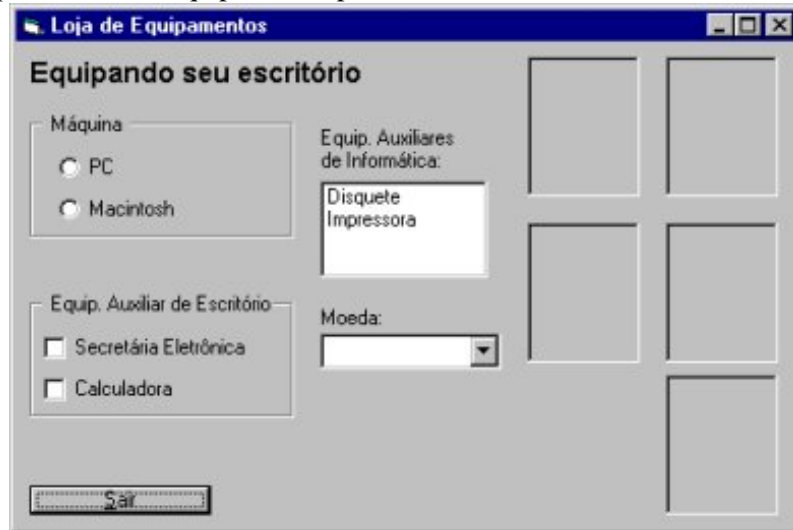 Loja de Equipamentos
Equipando seu escritório
Máquina
PC
Macintosh
Equip. Auxiliares
de Informática:
Disquete
Impressora
Equip. Auxiliar de Escritório
Secretária Eletrônica
Calculadora
Moeda:
Sair